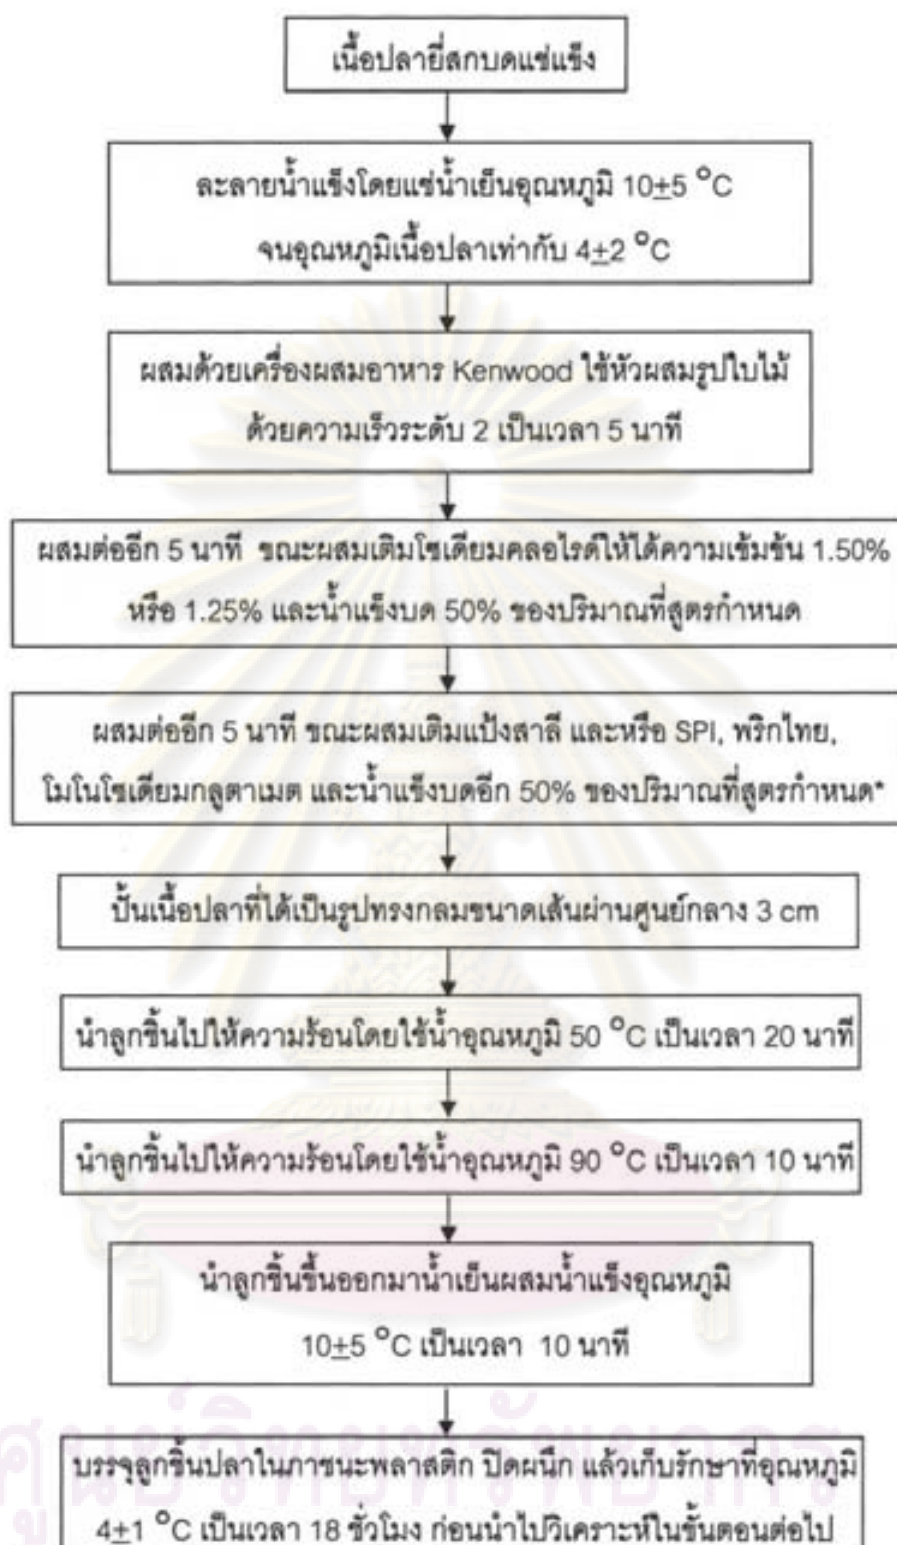 เนื้อปลายี่สกบดแช่แข็ง
ละลายน้ำแข็งโดยแช่น้ำเย็นอุณหภูมิ 10±5 °C
จนอุณหภูมิเนื้อปลาเท่ากับ 4±2 °C
ผสมด้วยเครื่องผสมอาหาร Kenwood ใช้หัวผสมรูปใบไม้
ด้วยความเร็วระดับ 2 เป็นเวลา 5 นาที
ผสมต่ออีก 5 นาที ขณะผสมเติมโซเดียมคลอไรด์ให้ได้ความเข้มข้น 1.50%
หรือ 1.25% และน้ำแข็งบด 50% ของปริมาณที่สูตรกำหนด
ผสมต่ออีก 5 นาที ขณะผสมเติมแป้งสาลี และหรือ SPI, พริกไทย,
โมโนโซเดียมกลูตาเมต และน้ำแข็งบดอีก 50% ของปริมาณที่สูตรกำหนด*
ปั้นเนื้อปลาที่ได้เป็นรูปทรงกลมขนาดเส้นผ่านศูนย์กลาง 3 cm
นำลูกชิ้นไปให้ความร้อนโดยใช้น้ำอุณหภูมิ 50 °C เป็นเวลา 20 นาที
นำลูกชิ้นไปให้ความร้อนโดยใช้น้ำอุณหภูมิ 90 °C เป็นเวลา 10 นาที
นำลูกชิ้นขึ้นออกมาน้ำเย็นผสมน้ำแข็งอุณหภูมิ
10±5 °C เป็นเวลา 10 นาที
บรรจุลูกชิ้นปลาในภาชนะพลาสติก ปิดผนึก แล้วเก็บรักษาที่อุณหภูมิ
4±1 °C เป็นเวลา 18 ชั่วโมง ก่อนนำไปวิเคราะห์ในขั้นตอนต่อไป
ศูนย์วิทยทรัพยากร